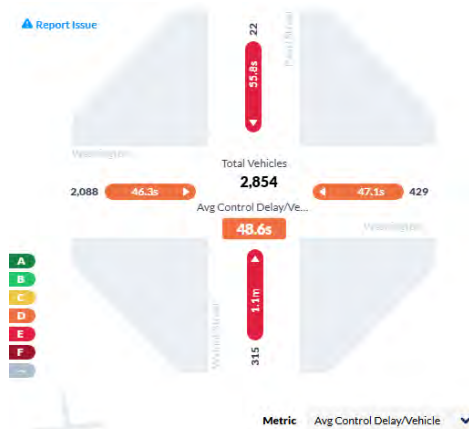 Report Issue
22
55.8s
Washington
Total Vehicles
2,854
2,088
46.3s
47.1s
429
Avg Control Delay/Ve...
48.6s
1.1m
315
A
B
C
D
E
F
Metric
Avg Control Delay/Vehicle